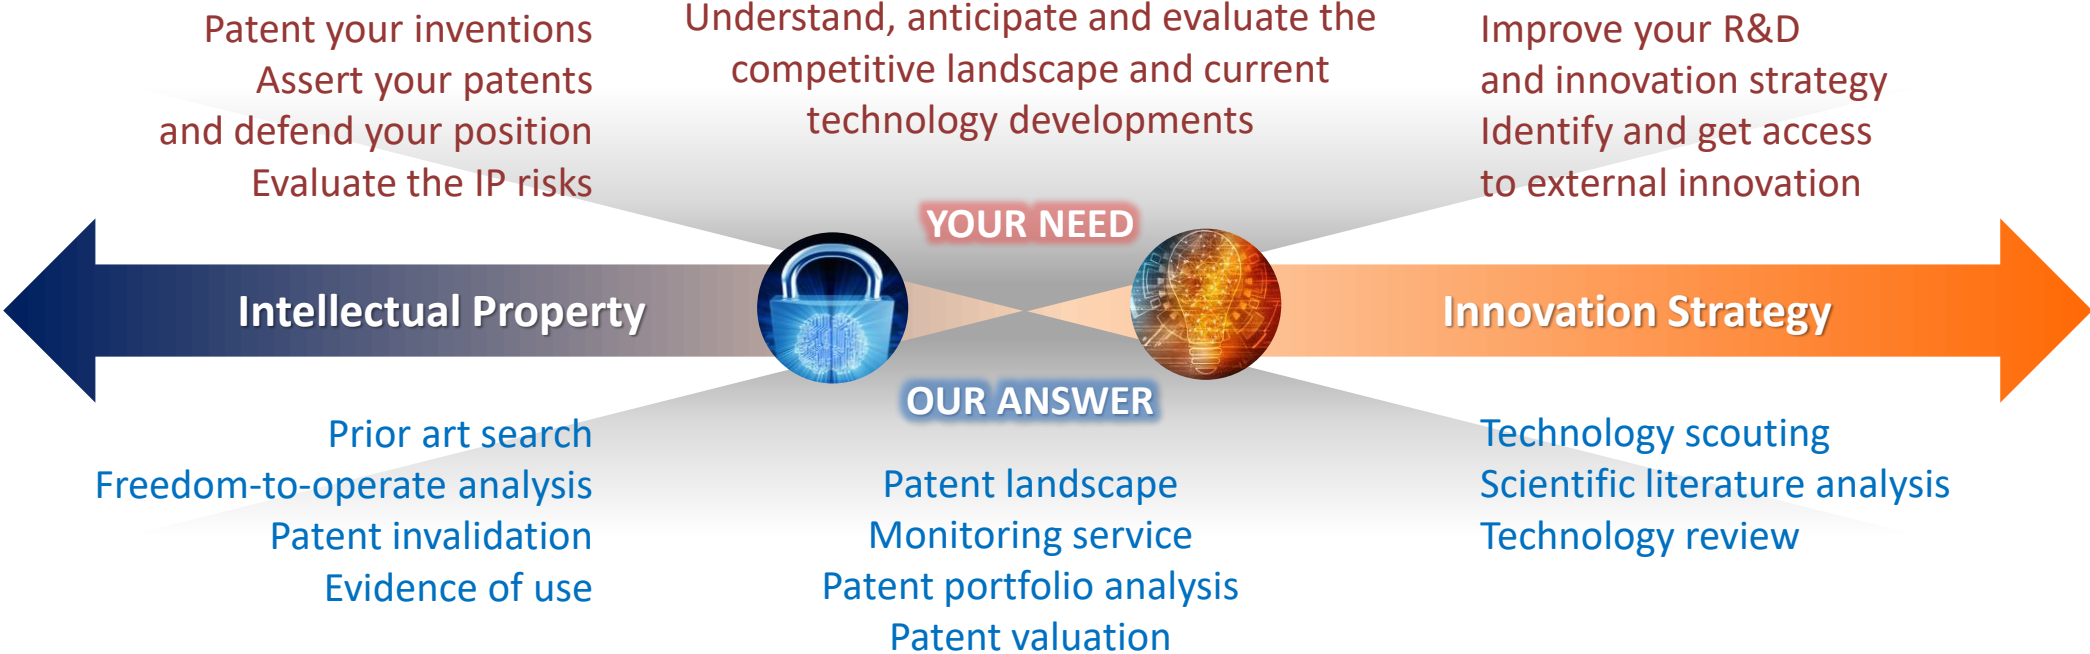 Patent your inventions
Assert your patents
and defend your position
Evaluate the IP risks
Understand, anticipate and evaluate the
competitive landscape and current
technology developments
Improve your R&D
and innovation strategy
Identify and get access
to external innovation
YOUR NEED
Intellectual Property
Innovation Strategy
OUR ANSWER
Prior art search
Freedom-to-operate analysis
Patent invalidation
Evidence of use
Patent landscape
Monitoring service
Patent portfolio analysis
Patent valuation
Technology scouting
Scientific literature analysis
Technology review